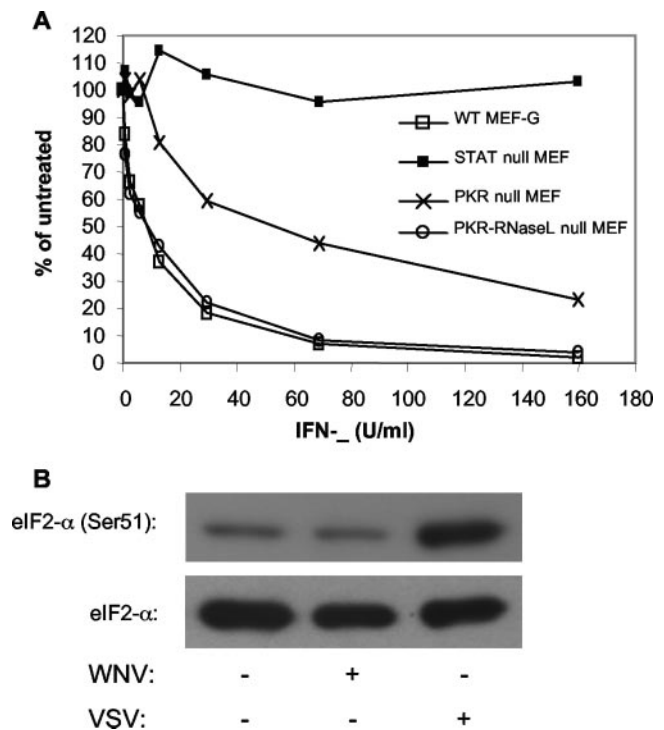 A
120
110
100
90
80
70
60
50
40
30
20
10
0
% of untreated
WT MEF-G
STAT null MEF
PKR null MEF
PKR-RNaseL null MEF
0 20 40 60 80 100 120 140 160 180
IFN-_ (U/ml)
B
eIF2-α (Ser51):
eIF2-α:
WNV: - + -
VSV: - - +